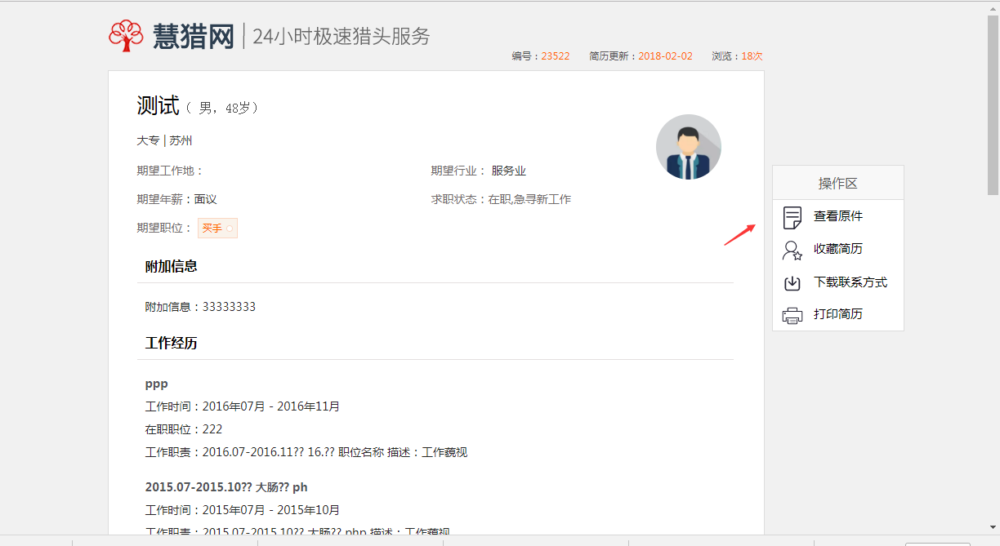 慧猎网 | 24小时极速猎头服务
编号：23522 简历更新：2018-02-02 浏览：18次
测试（ 男，48岁）
大专 | 苏州
期望工作地： 期望行业： 服务业
期望年薪：面议 求职状态：在职,急寻新工作
期望职位： 买手
附加信息
附加信息：33333333
工作经历
ppp
工作时间：2016年07月 - 2016年11月
在职职位：222
工作职责：2016.07-2016.11?? 16.?? 职位名称 描述：工作藐视
2015.07-2015.10?? 大肠?? ph
工作时间：2015年07月 - 2015年10月
工作职责：2015.07-2015.10?? 大肠?? php 描述：工作藐视
操作区
查看原件
收藏简历
下载联系方式
打印简历